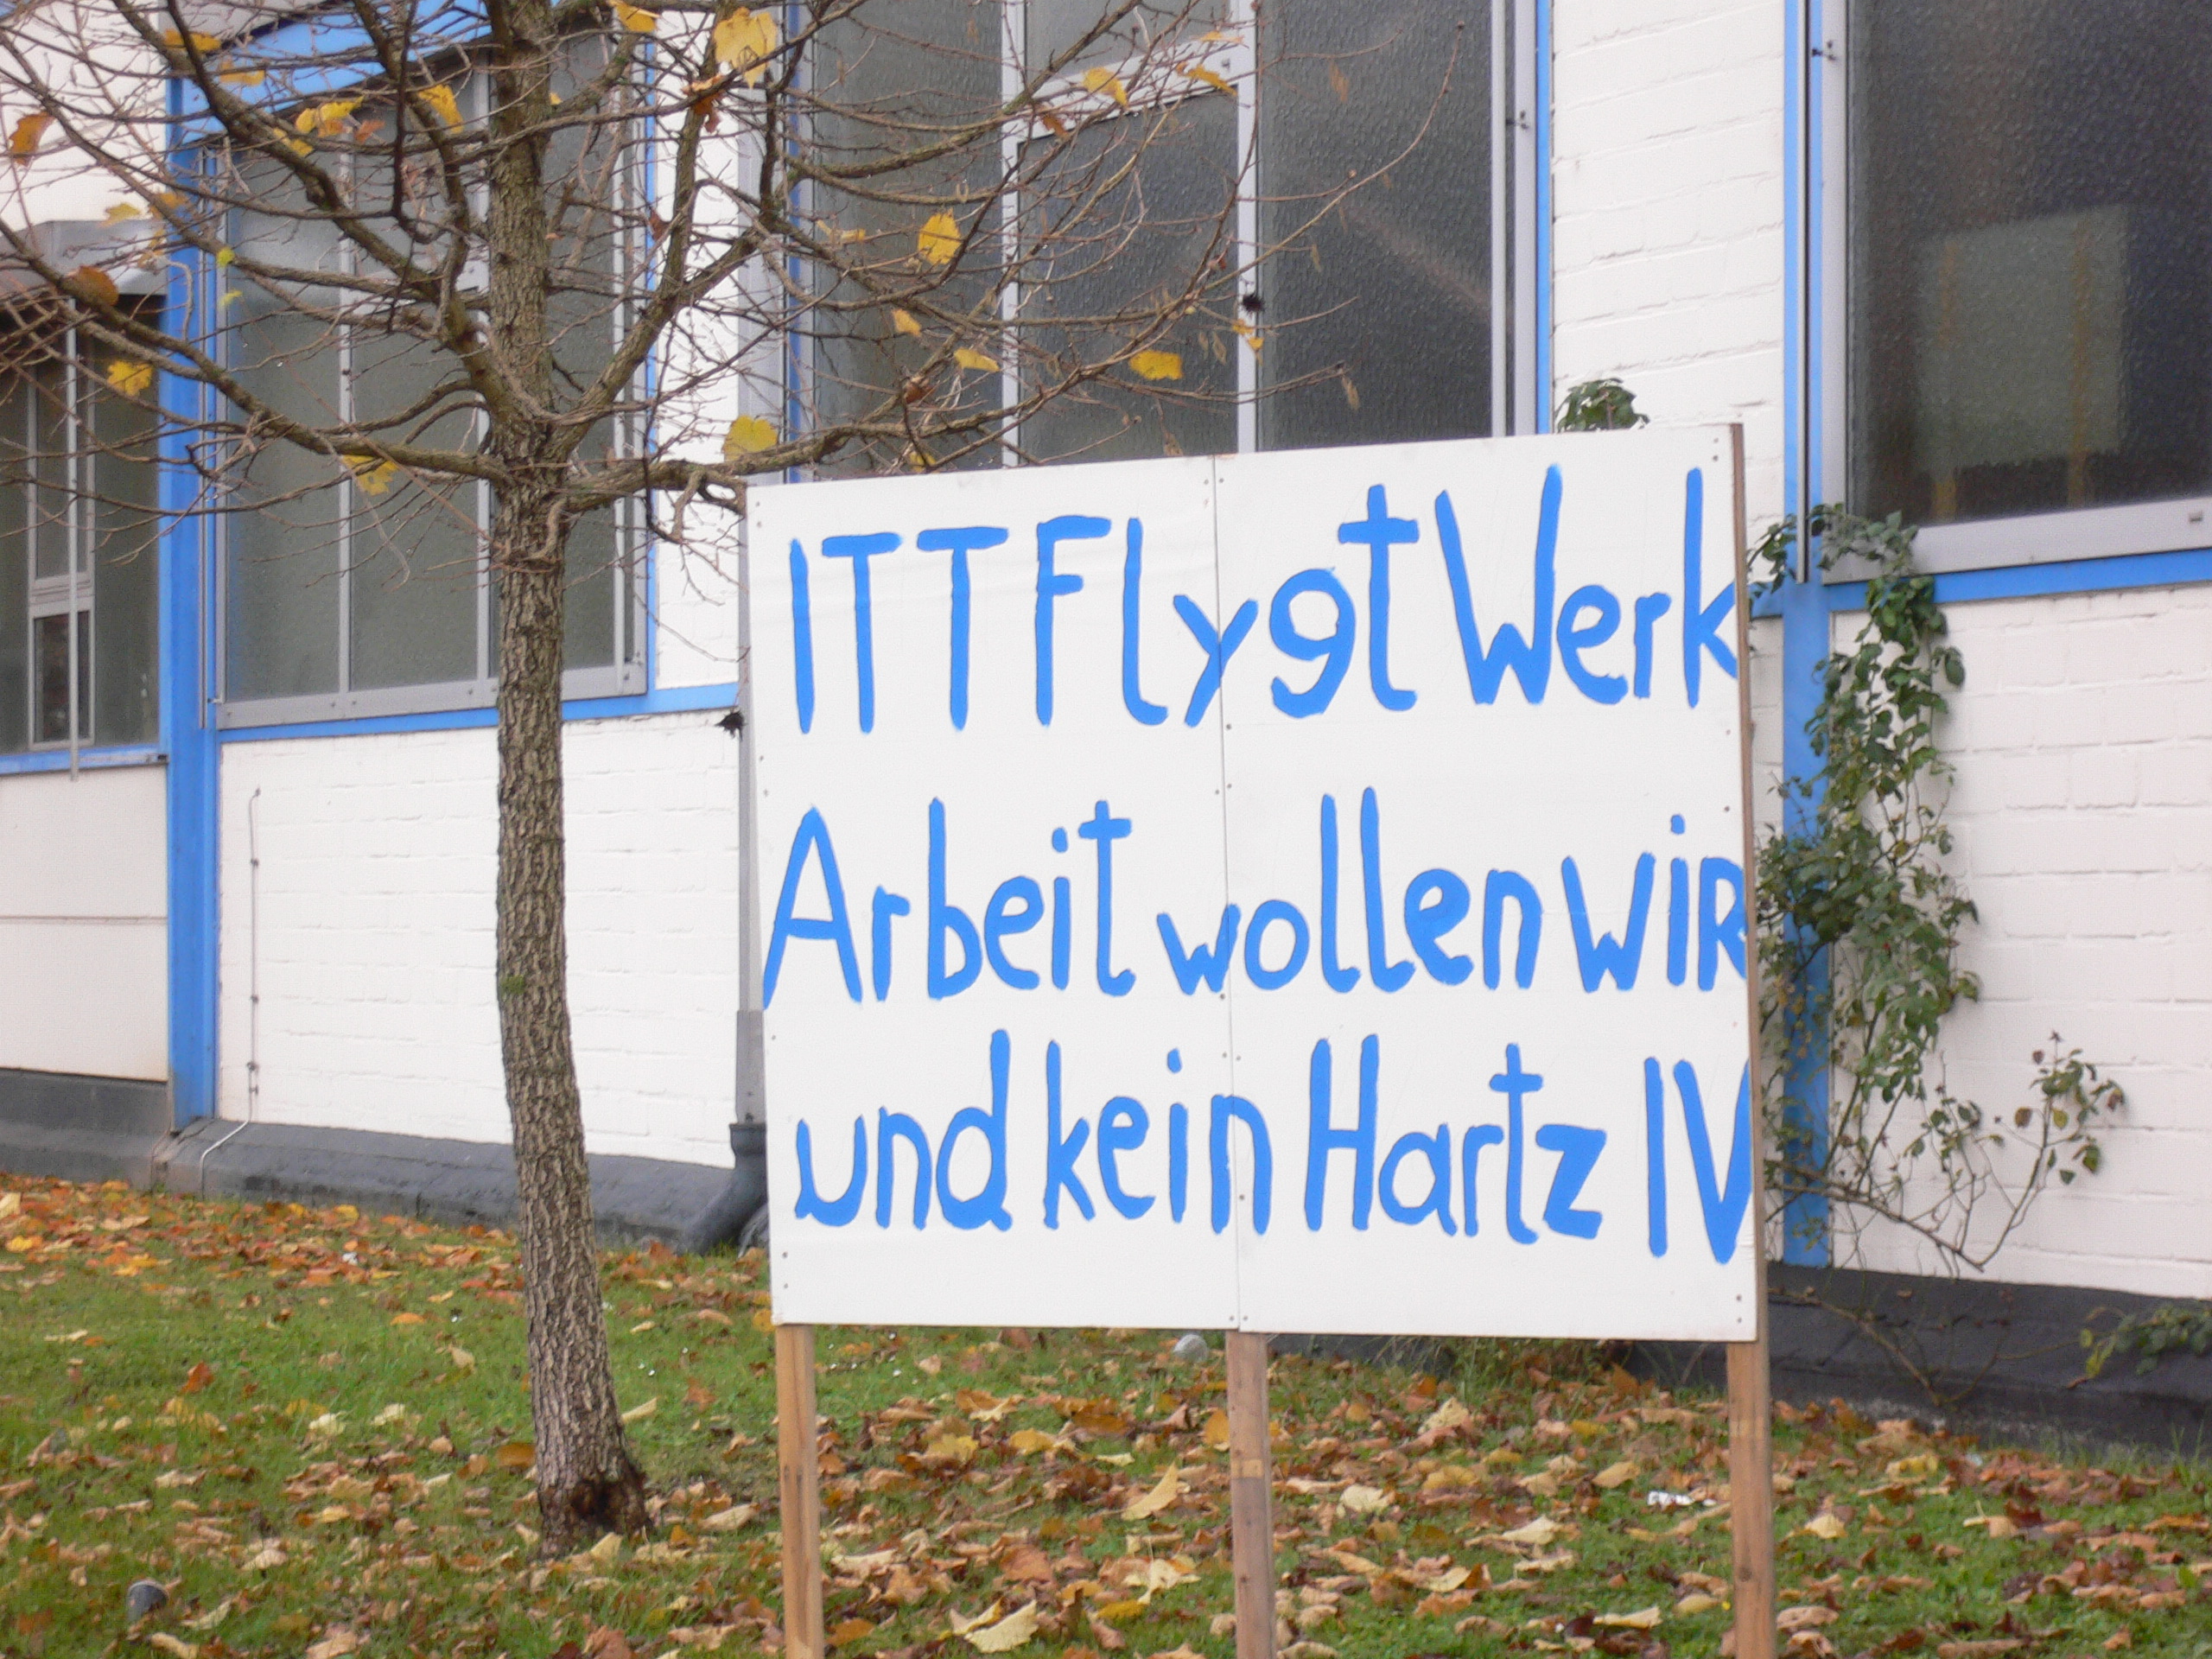 ITT Flygt Werk
Arbeit wollen wiR
und kein Hartz IV